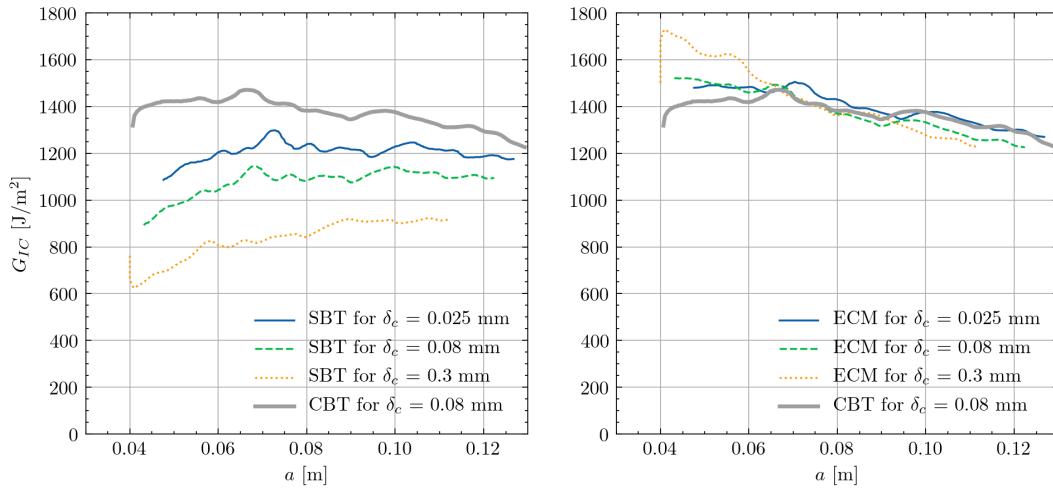 1800
1600
1400
1200
1000
800
600
400
200
0
G_IC [J/m²]
0.04
0.06
0.08
0.10
0.12
a [m]
SBT for δ_c = 0.025 mm
SBT for δ_c = 0.08 mm
SBT for δ_c = 0.3 mm
CBT for δ_c = 0.08 mm
1800
1600
1400
1200
1000
800
600
400
200
0
0.04
0.06
0.08
0.10
0.12
a [m]
ECM for δ_c = 0.025 mm
ECM for δ_c = 0.08 mm
ECM for δ_c = 0.3 mm
CBT for δ_c = 0.08 mm